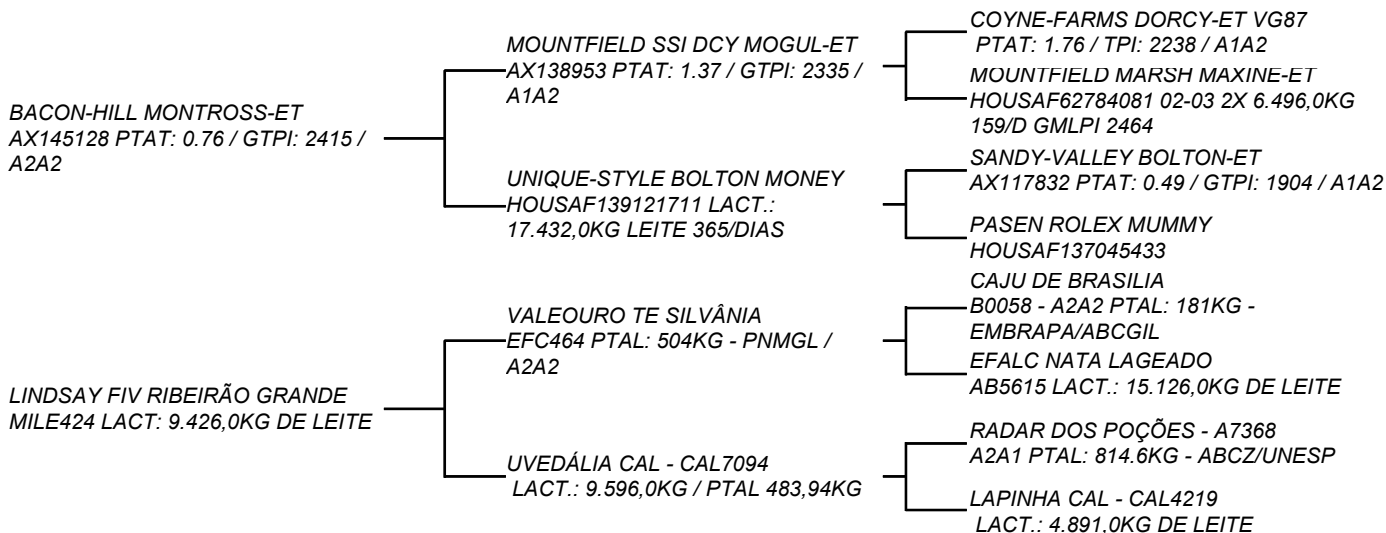 BACON-HILL MONTROSS-ET
AX145128 PTAT: 0.76 / GTPI: 2415 /
A2A2
LINDSAY FIV RIBEIRÃO GRANDE
MILE424 LACT: 9.426,0KG DE LEITE
MOUNTFIELD SSI DCY MOGUL-ET
AX138953 PTAT: 1.37 / GTPI: 2335 /
A1A2
UNIQUE-STYLE BOLTON MONEY
HOUSAF139121711 LACT.:
17.432,0KG LEITE 365/DIAS
VALEOURO TE SILVÂNIA
EFC464 PTAL: 504KG - PNMGL /
A2A2
UVEDÁLIA CAL - CAL7094
LACT.: 9.596,0KG / PTAL 483,94KG
COYNE-FARMS DORCY-ET VG87
PTAT: 1.76 / TPI: 2238 / A1A2
MOUNTFIELD MARSH MAXINE-ET
HOUSAF62784081 02-03 2X 6.496,0KG
159/D GMLPI 2464
SANDY-VALLEY BOLTON-ET
AX117832 PTAT: 0.49 / GTPI: 1904 / A1A2
PASEN ROLEX MUMMY
HOUSAF137045433
CAJU DE BRASILIA
B0058 - A2A2 PTAL: 181KG -
EMBRAPA/ABCGIL
EFALC NATA LAGEADO
AB5615 LACT.: 15.126,0KG DE LEITE
RADAR DOS POÇÕES - A7368
A2A1 PTAL: 814.6KG - ABCZ/UNESP
LAPINHA CAL - CAL4219
LACT.: 4.891,0KG DE LEITE